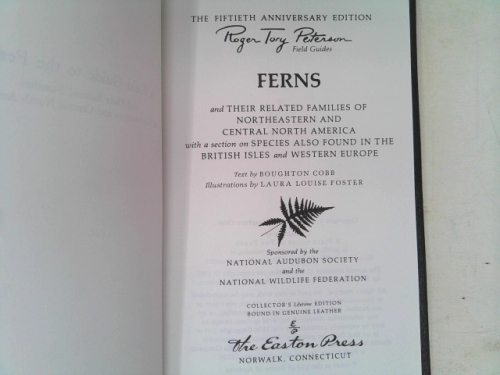 THE FIFTIETH ANNIVERSARY EDITION
Roger Tory Peterson
Field Guides
FERNS
and THEIR RELATED FAMILIES OF
NORTHEASTERN AND
CENTRAL NORTH AMERICA
with a section on SPECIES ALSO FOUND IN THE
BRITISH ISLES and WESTERN EUROPE
Text by BOUGHTON COBB
Illustrations by LAURA LOUISE FOSTER
Sponsored by the
NATIONAL AUDUBON SOCIETY
and the
NATIONAL WILDLIFE FEDERATION
COLLECTOR'S Lifetime EDITION
BOUND IN GENUINE LEATHER
E
P
The Easton Press
NORWALK, CONNECTICUT